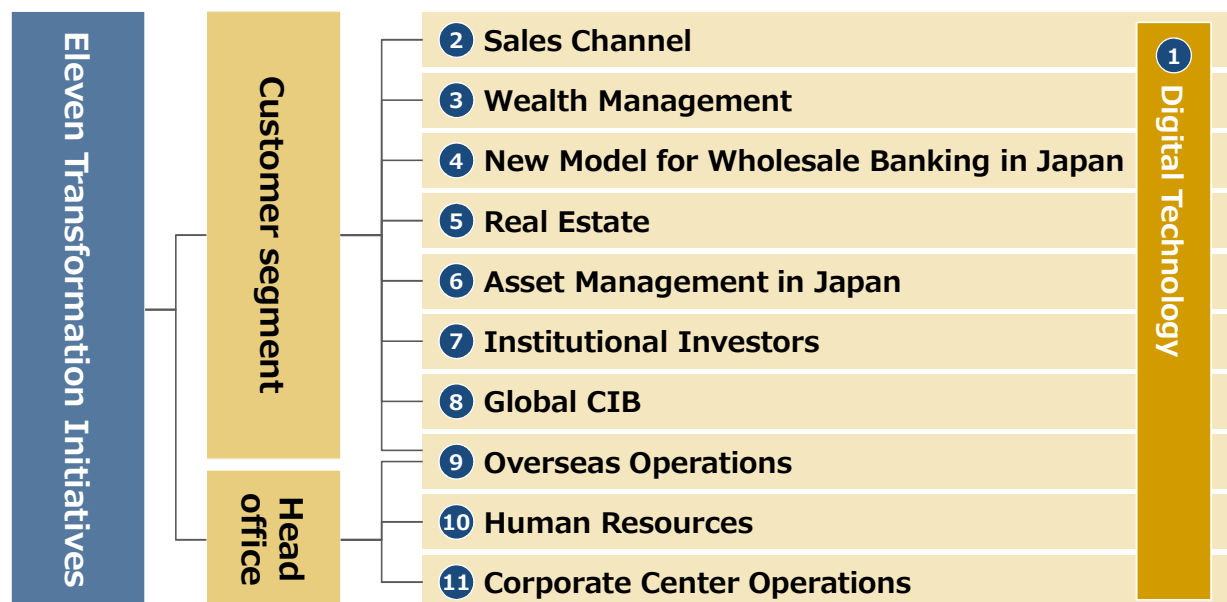 Eleven Transformation Initiatives
Customer segment
Head
office
2 Sales Channel
3 Wealth Management
4 New Model for Wholesale Banking in Japan
5 Real Estate
6 Asset Management in Japan
7 Institutional Investors
8 Global CIB
9 Overseas Operations
10 Human Resources
11 Corporate Center Operations
1 Digital Technology